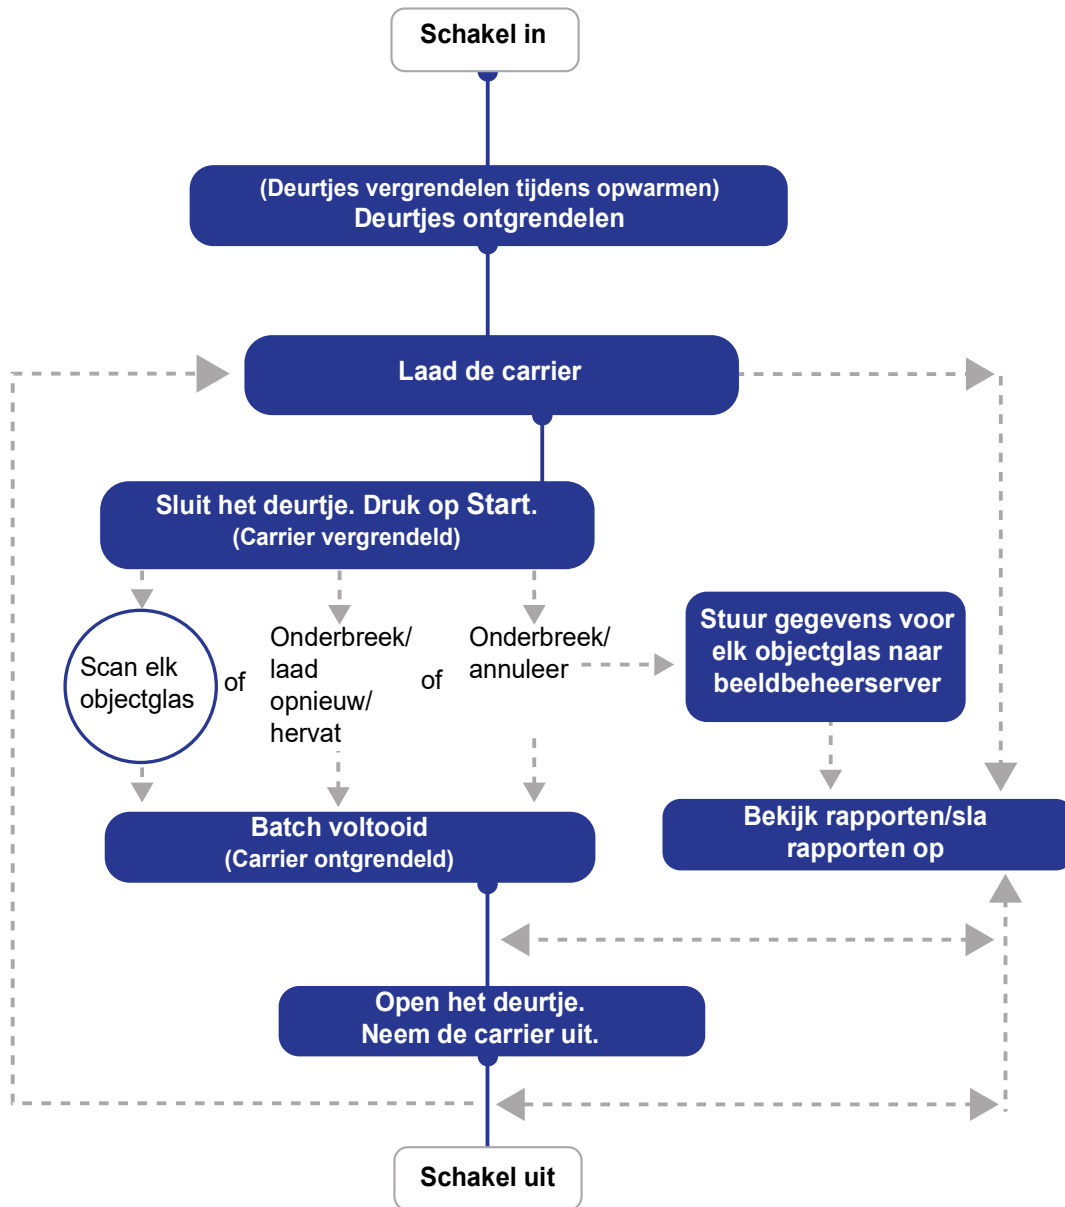 Schakel in
(Deurtjes vergrendelen tijdens opwarmen)
Deurtjes ontgrendelen
Laad de carrier
Sluit het deurtje. Druk op Start.
(Carrier vergrendeld)
Scan elk
objectglas
of
Onderbreek/
laad
opnieuw/
hervat
of
Onderbreek/
annuleer
Stuur gegevens voor
elk objectglas naar
beeldbeheerserver
Batch voltooid
(Carrier ontgrendeld)
Bekijk rapporten/sla
rapporten op
Open het deurtje.
Neem de carrier uit.
Schakel uit